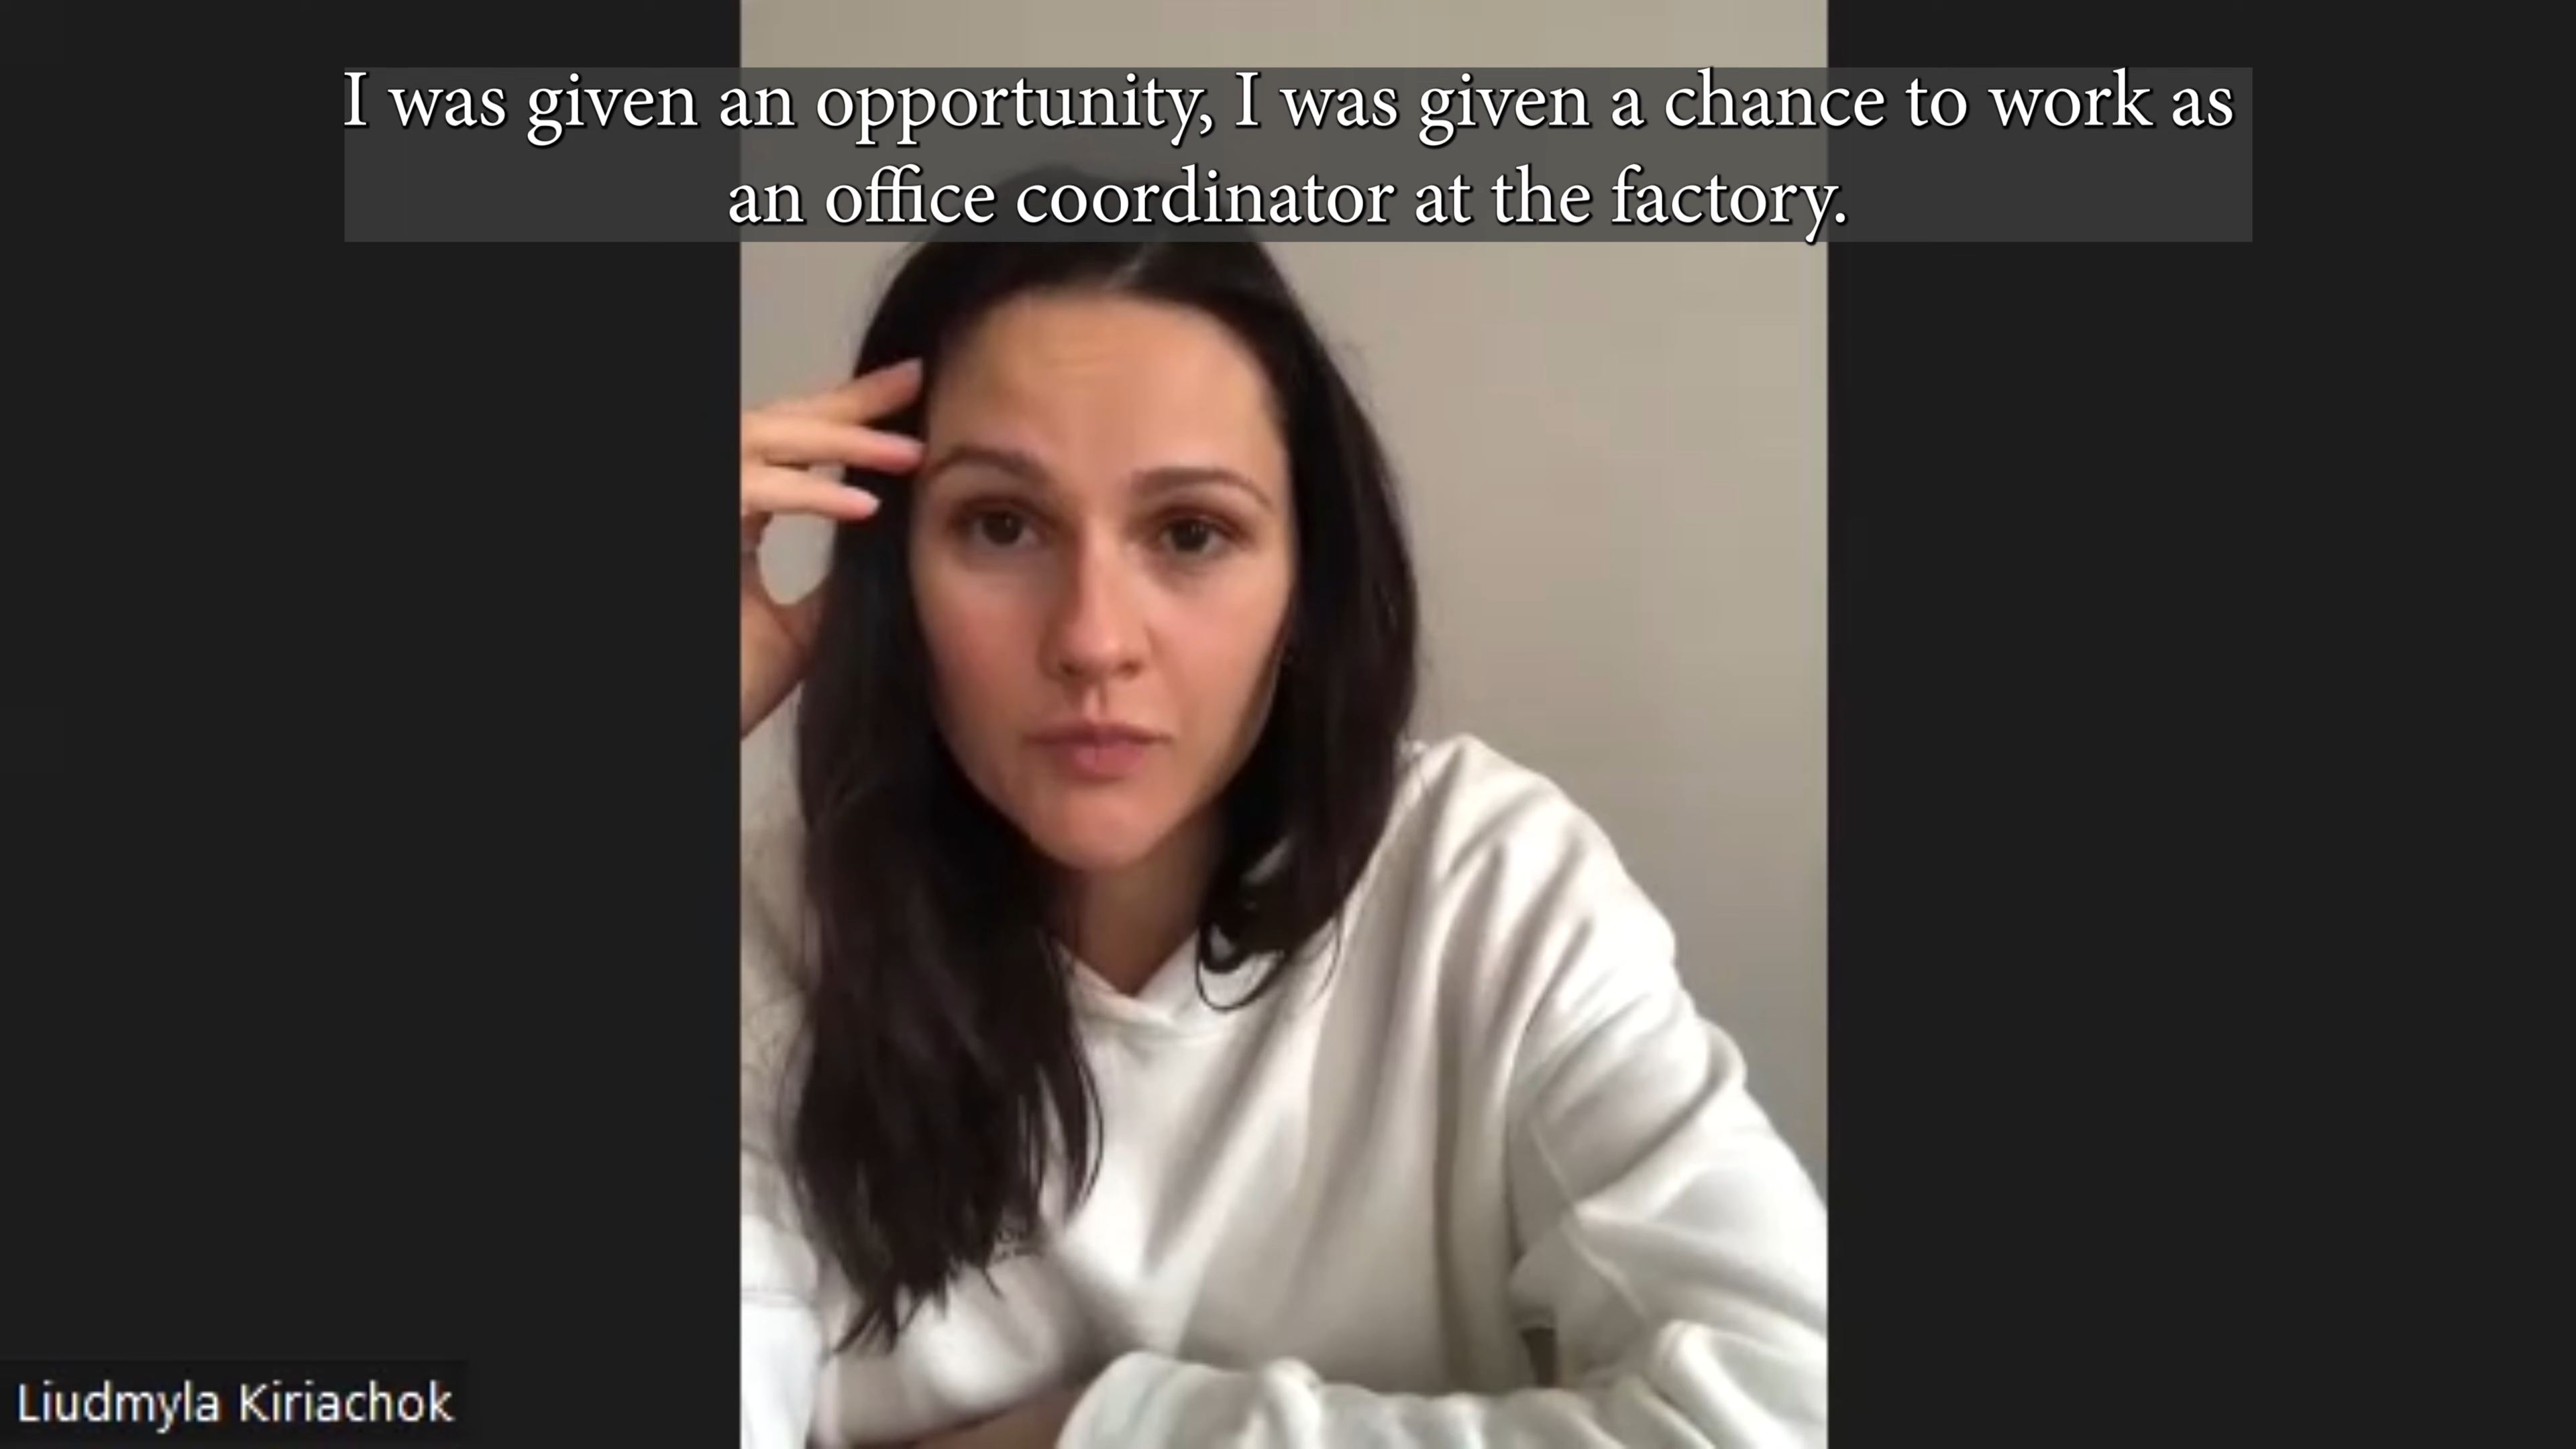 I was given an opportunity, I was given a chance to work as
an office coordinator at the factory.
Liudmyla Kiriachok